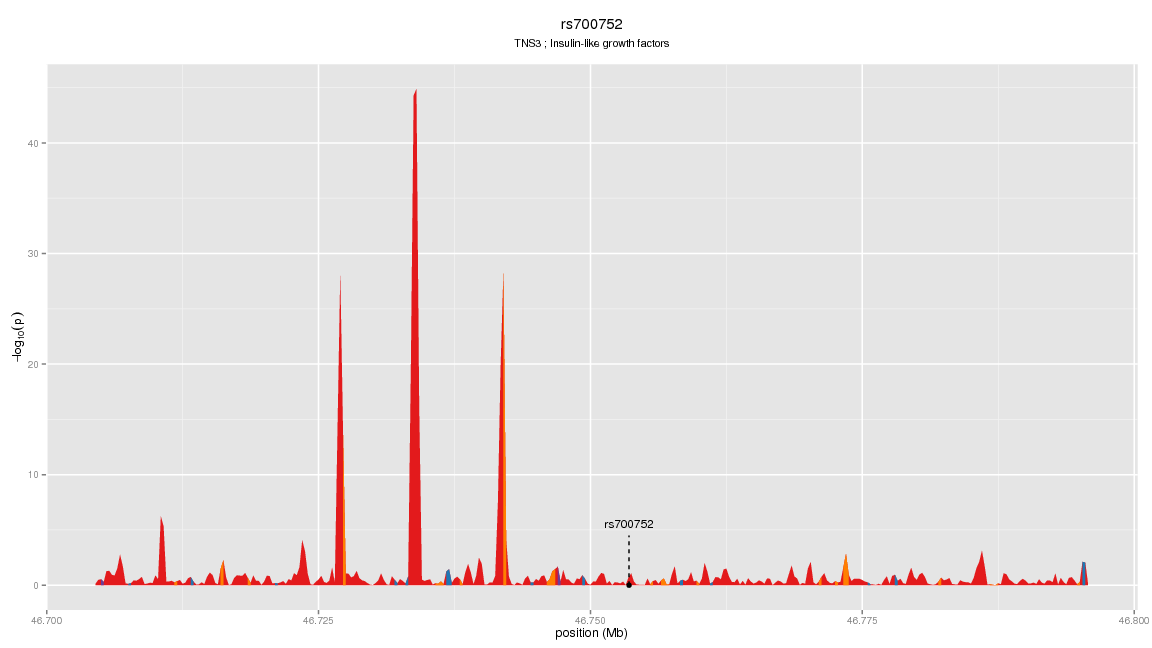 rs700752
TNS3 ; Insulin-like growth factors
40
30
20
10
0
−log10(p)
rs700752
46.700
46.725
46.750
46.775
46.800
position (Mb)